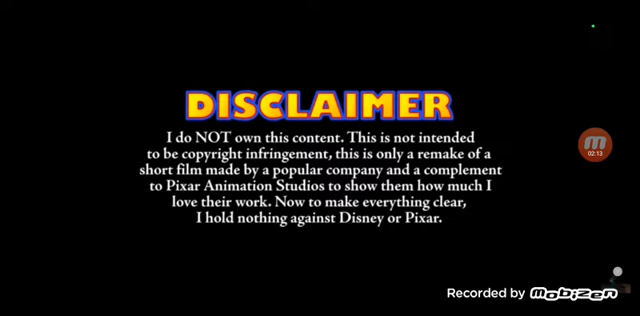 DISCLAIMER
I do NOT own this content. This is not intended
to be copyright infringement, this is only a remake of a
short film made by a popular company and a complement
to Pixar Animation Studios to show them how much I
love their work. Now to make everything clear,
I hold nothing against Disney or Pixar.
02:13
Recorded by mobizen